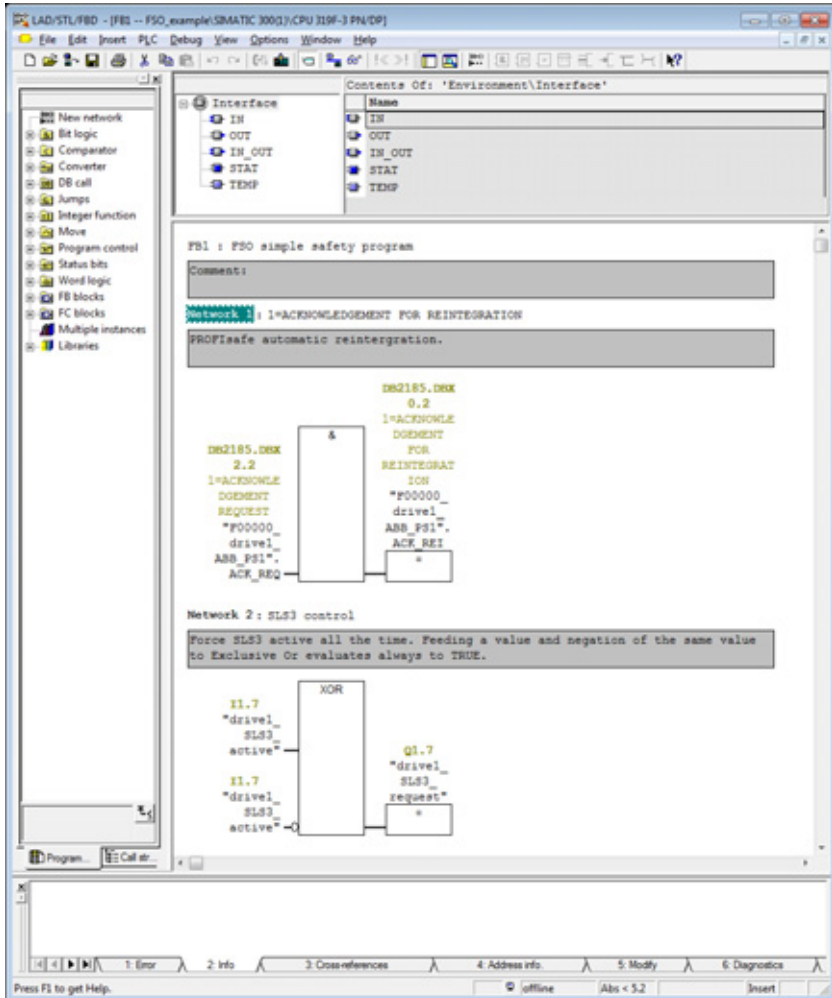 LAD/STL/FBD - [FB1 -- FSO_example\SIMATIC 300(1)\CPU 319F-3 PN/DP]
File Edit Insert PLC Debug View Options Window Help
New network
Bit logic
Comparator
Converter
DB call
Jumps
Integer function
Move
Program control
Status bits
Word logic
FB blocks
FC blocks
Multiple instances
Libraries
Program...
Call str...
Interface
IN
OUT
IN_OUT
STAT
TEMP
Contents Of: 'Environment\Interface'
Name
IN
OUT
IN_OUT
STAT
TEMP
FB1 : FSO simple safety program
Comment:
Network 1: 1=ACKNOWLEDGEMENT FOR REINTEGRATION
PROFIsafe automatic reintergration.
DB2185.DBX
2.2
1=ACKNOWLE
DGEMENT
REQUEST
"F00000_
drive1_
ABB_PS1".
ACK_REQ
&
DB2185.DBX
0.2
1=ACKNOWLE
DGEMENT
FOR
REINTEGRAT
ION
"F00000_
drive1_
ABB_PS1".
ACK_REI
=
Network 2: SLS3 control
Force SLS3 active all the time. Feeding a value and negation of the same value
to Exclusive Or evaluates always to TRUE.
I1.7
"drive1_
SLS3_
active"
I1.7
"drive1_
SLS3_
active"
XOR
Q1.7
"drive1_
SLS3_
request"
=
1: Error 2: Info 3: Cross-references 4: Address info. 5: Modify 6: Diagnostics
Press F1 to get Help. offline Abs < 5.2 Insert